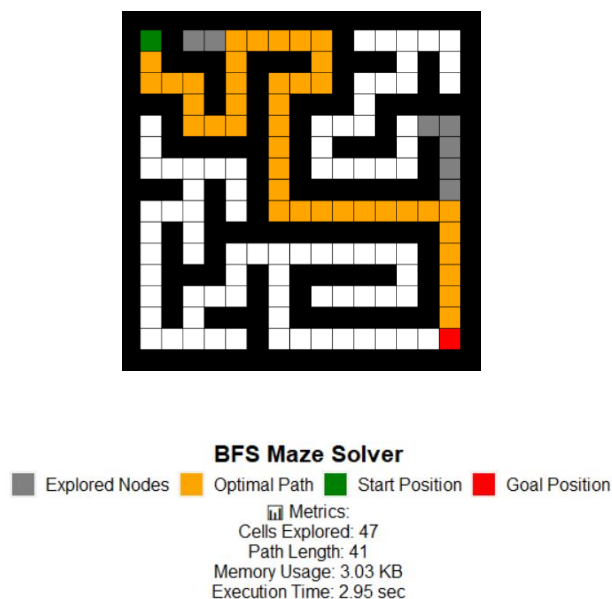 BFS Maze Solver
Explored Nodes Optimal Path Start Position Goal Position
📊 Metrics:
Cells Explored: 47
Path Length: 41
Memory Usage: 3.03 KB
Execution Time: 2.95 sec